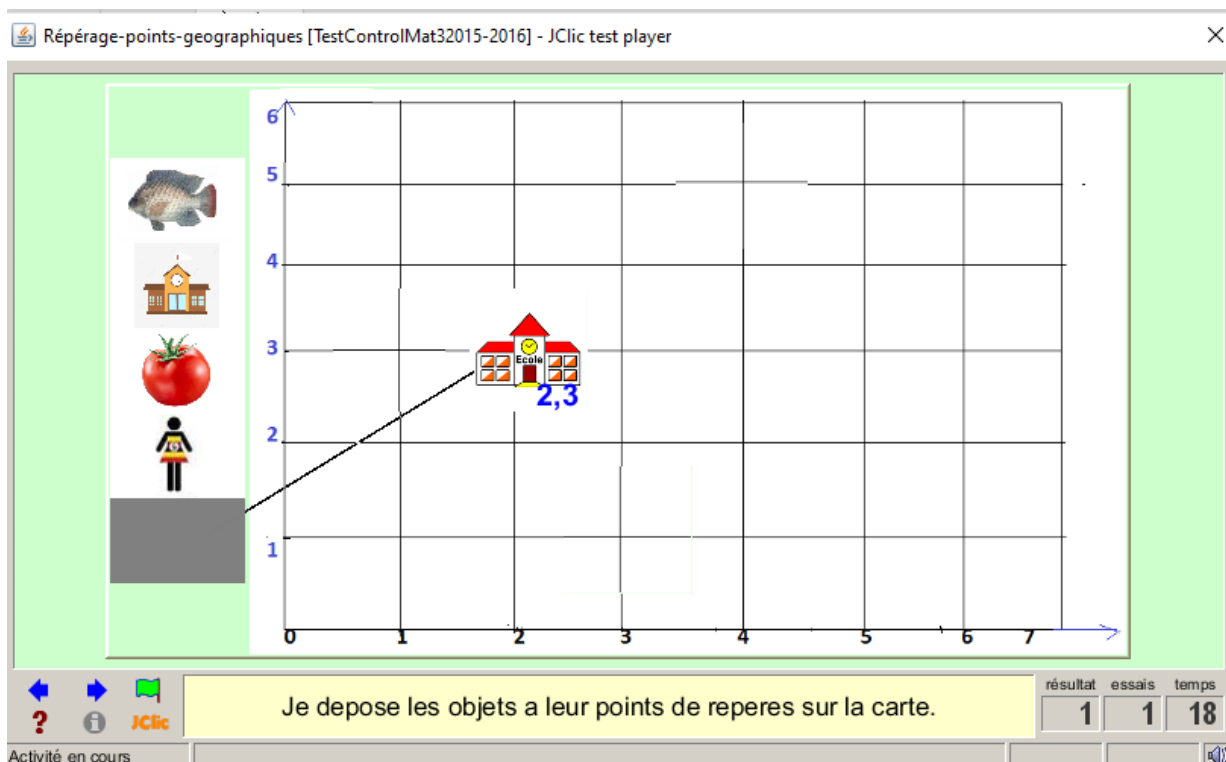 Répérage-points-geographiques [TestControlMat32015-2016] - JClic test player
6
5
4
3
Ecole
2,3
2
1
0 1 2 3 4 5 6 7
Je depose les objets a leur points de reperes sur la carte.
résultat essais temps
1 1 18
? i JClic
Activité en cours